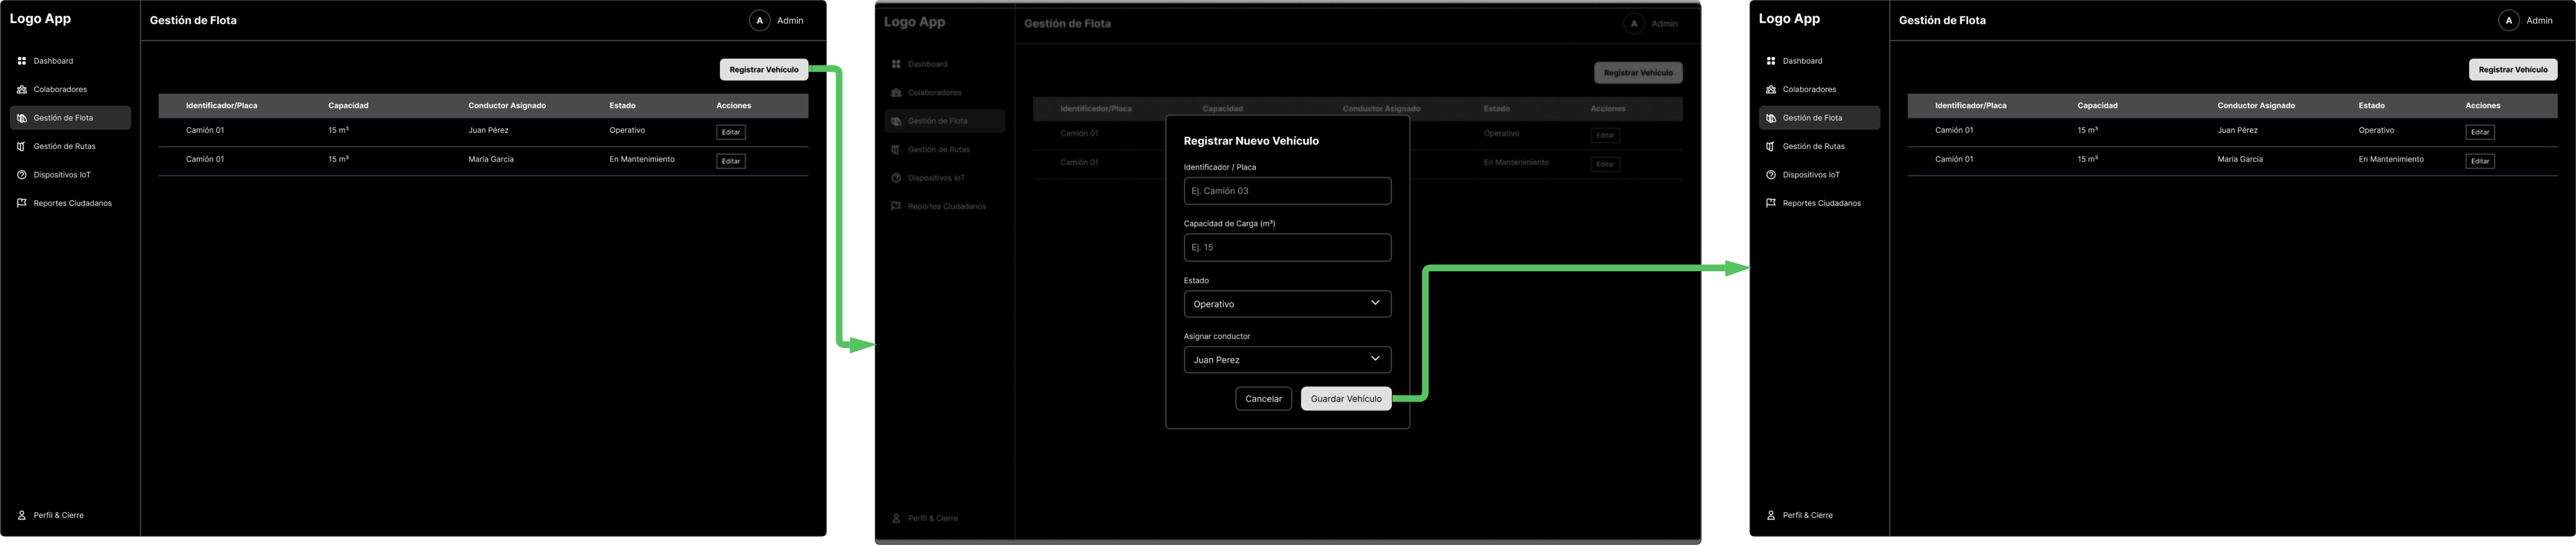 Logo App
Gestión de Flota
A Admin
Dashboard
Colaboradores
Gestión de Flota
Gestión de Rutas
Dispositivos IoT
Reportes Ciudadanos
Perfil & Cierre
Registrar Vehículo
Identificador/Placa Capacidad Conductor Asignado Estado Acciones
Camión 01 15 m³ Juan Pérez Operativo Editar
Camión 01 15 m³ Maria Garcia En Mantenimiento Editar
Logo App
Gestión de Flota
A Admin
Dashboard
Colaboradores
Gestión de Flota
Gestión de Rutas
Dispositivos IoT
Reportes Ciudadanos
Perfil & Cierre
Registrar Vehículo
Identificador/Placa Capacidad Conductor Asignado Estado Acciones
Camión 01 Operativo Editar
Camión 01 En Mantenimiento Editar
Registrar Nuevo Vehículo
Identificador / Placa
Ej. Camión 03
Capacidad de Carga (m³)
Ej. 15
Estado
Operativo
Asignar conductor
Juan Perez
Cancelar Guardar Vehículo
Logo App
Gestión de Flota
A Admin
Dashboard
Colaboradores
Gestión de Flota
Gestión de Rutas
Dispositivos IoT
Reportes Ciudadanos
Perfil & Cierre
Registrar Vehículo
Identificador/Placa Capacidad Conductor Asignado Estado Acciones
Camión 01 15 m³ Juan Pérez Operativo Editar
Camión 01 15 m³ Maria Garcia En Mantenimiento Editar